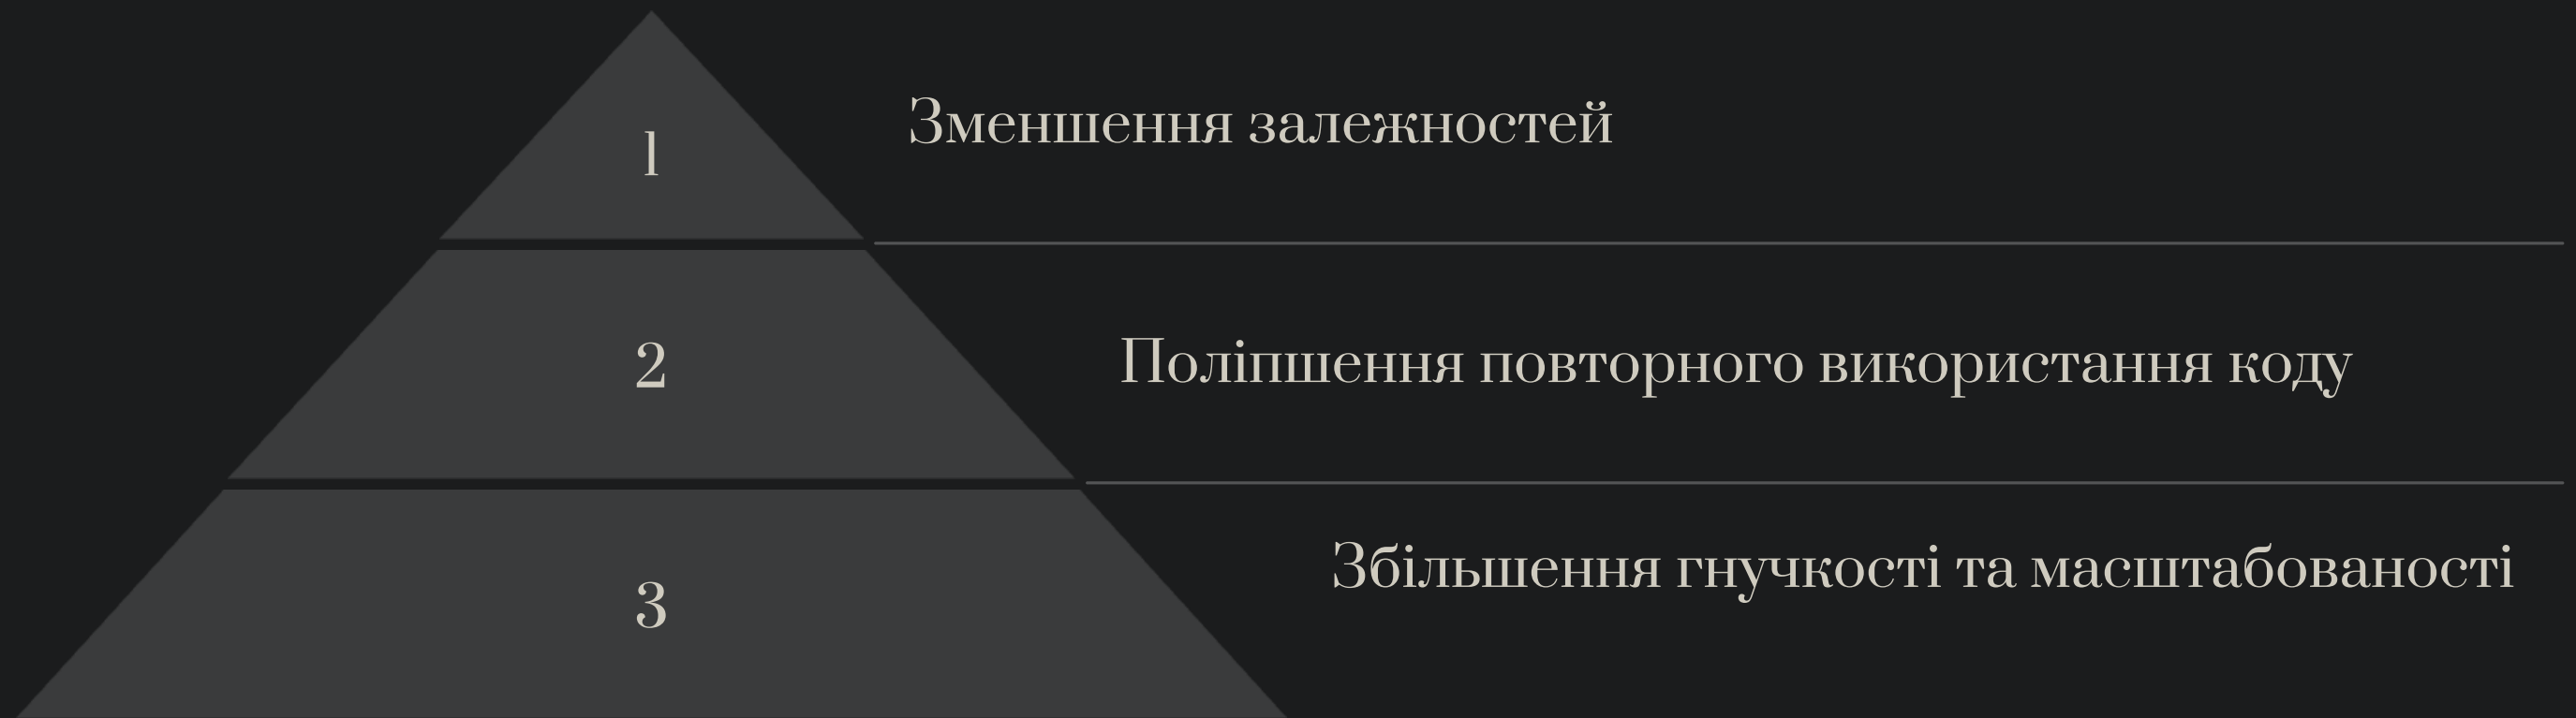 1
Зменшення залежностей
2
Поліпшення повторного використання коду
3
Збільшення гнучкості та масштабованості